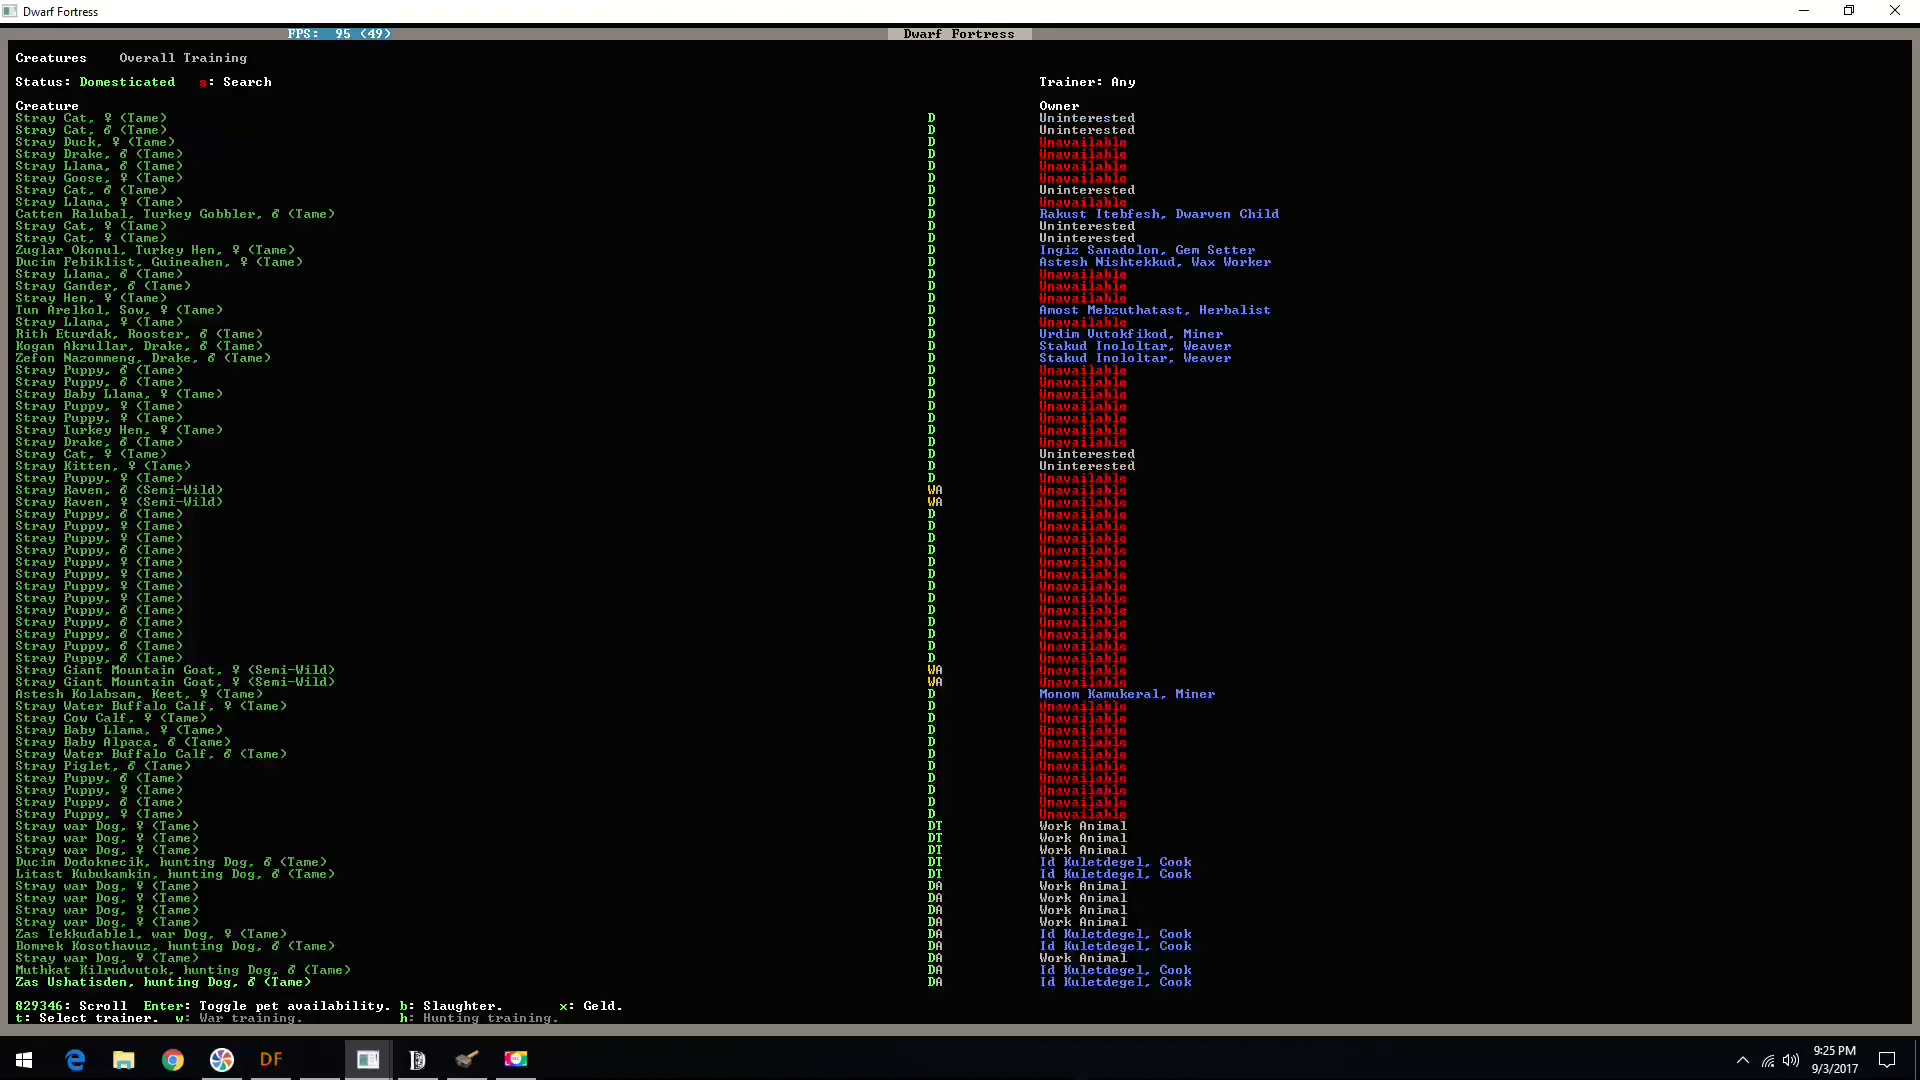 Dwarf Fortress
FPS: 95 (49) Dwarf Fortress
Creatures Overall Training
Status: Domesticated s: Search Trainer: Any
Creature Owner
Stray Cat, ♀ (Tame) D Uninterested
Stray Cat, ♂ (Tame) D Uninterested
Stray Duck, ♀ (Tame) D Unavailable
Stray Drake, ♂ (Tame) D Unavailable
Stray Llama, ♂ (Tame) D Unavailable
Stray Goose, ♀ (Tame) D Unavailable
Stray Cat, ♂ (Tame) D Uninterested
Stray Llama, ♀ (Tame) D Unavailable
Catten Ralubal, Turkey Gobbler, ♂ (Tame) D Rakust Itebfesh, Dwarven Child
Stray Cat, ♀ (Tame) D Uninterested
Stray Cat, ♀ (Tame) D Uninterested
Zuglar Okonul, Turkey Hen, ♀ (Tame) D Ingiz Sanadolon, Gem Setter
Ducim Febiklist, Guineahen, ♀ (Tame) D Astesh Nishtekkud, Wax Worker
Stray Llama, ♂ (Tame) D Unavailable
Stray Gander, ♂ (Tame) D Unavailable
Stray Hen, ♀ (Tame) D Unavailable
Tun Arelkol, Sow, ♀ (Tame) D Amost Mebzuthatast, Herbalist
Stray Llama, ♀ (Tame) D Unavailable
Rith Eturdak, Rooster, ♂ (Tame) D Urdim Vutokfikod, Miner
Kogan Akrullar, Drake, ♂ (Tame) D Stakud Inololtar, Weaver
Zefon Nazommeng, Drake, ♂ (Tame) D Stakud Inololtar, Weaver
Stray Puppy, ♂ (Tame) D Unavailable
Stray Puppy, ♂ (Tame) D Unavailable
Stray Baby Llama, ♀ (Tame) D Unavailable
Stray Puppy, ♀ (Tame) D Unavailable
Stray Puppy, ♀ (Tame) D Unavailable
Stray Turkey Hen, ♀ (Tame) D Unavailable
Stray Drake, ♂ (Tame) D Unavailable
Stray Cat, ♀ (Tame) D Uninterested
Stray Kitten, ♀ (Tame) D Uninterested
Stray Puppy, ♀ (Tame) D Unavailable
Stray Raven, ♂ (Semi-Wild) WA Unavailable
Stray Raven, ♀ (Semi-Wild) WA Unavailable
Stray Puppy, ♂ (Tame) D Unavailable
Stray Puppy, ♀ (Tame) D Unavailable
Stray Puppy, ♀ (Tame) D Unavailable
Stray Puppy, ♂ (Tame) D Unavailable
Stray Puppy, ♀ (Tame) D Unavailable
Stray Puppy, ♀ (Tame) D Unavailable
Stray Puppy, ♀ (Tame) D Unavailable
Stray Puppy, ♀ (Tame) D Unavailable
Stray Puppy, ♂ (Tame) D Unavailable
Stray Puppy, ♂ (Tame) D Unavailable
Stray Puppy, ♂ (Tame) D Unavailable
Stray Puppy, ♂ (Tame) D Unavailable
Stray Puppy, ♂ (Tame) D Unavailable
Stray Giant Mountain Goat, ♀ (Semi-Wild) WA Unavailable
Stray Giant Mountain Goat, ♂ (Semi-Wild) WA Unavailable
Astesh Kolabsam, Keet, ♀ (Tame) D Monom Kamukeral, Miner
Stray Water Buffalo Calf, ♀ (Tame) D Unavailable
Stray Cow Calf, ♀ (Tame) D Unavailable
Stray Baby Llama, ♀ (Tame) D Unavailable
Stray Baby Alpaca, ♂ (Tame) D Unavailable
Stray Water Buffalo Calf, ♂ (Tame) D Unavailable
Stray Piglet, ♂ (Tame) D Unavailable
Stray Puppy, ♂ (Tame) D Unavailable
Stray Puppy, ♀ (Tame) D Unavailable
Stray Puppy, ♂ (Tame) D Unavailable
Stray Puppy, ♀ (Tame) D Unavailable
Stray war Dog, ♀ (Tame) DT Work Animal
Stray war Dog, ♀ (Tame) DT Work Animal
Stray war Dog, ♀ (Tame) DT Work Animal
Ducim Dodoknecik, hunting Dog, ♂ (Tame) DT Id Kuletdegel, Cook
Litast Kubukamkin, hunting Dog, ♂ (Tame) DT Id Kuletdegel, Cook
Stray war Dog, ♀ (Tame) DA Work Animal
Stray war Dog, ♀ (Tame) DA Work Animal
Stray war Dog, ♀ (Tame) DA Work Animal
Stray war Dog, ♀ (Tame) DA Work Animal
Zas Tekkudablel, war Dog, ♀ (Tame) DA Id Kuletdegel, Cook
Bomrek Kosothavuz, hunting Dog, ♂ (Tame) DA Id Kuletdegel, Cook
Stray war Dog, ♀ (Tame) DA Work Animal
Muthkat Kilrudvutok, hunting Dog, ♂ (Tame) DA Id Kuletdegel, Cook
Zas Ushatisden, hunting Dog, ♂ (Tame) DA Id Kuletdegel, Cook
829346: Scroll Enter: Toggle pet availability. b: Slaughter. x: Geld.
t: Select trainer. w: War training. h: Hunting training.
DF
9:25 PM
9/3/2017